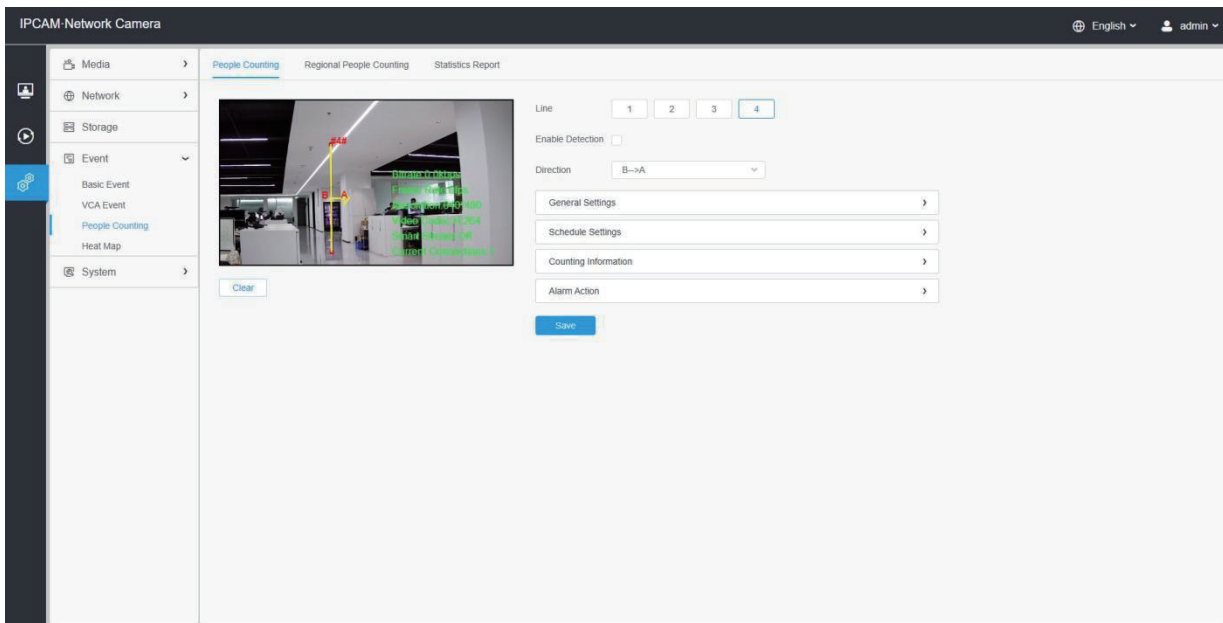 IPCAM·Network Camera
English
admin
Media
Network
Storage
Event
Basic Event
VCA Event
People Counting
Heat Map
System
People Counting
Regional People Counting
Statistics Report
#4#
B
A
Clear
Line
1
2
3
4
Enable Detection
Direction
B-->A
General Settings
Schedule Settings
Counting Information
Alarm Action
Save